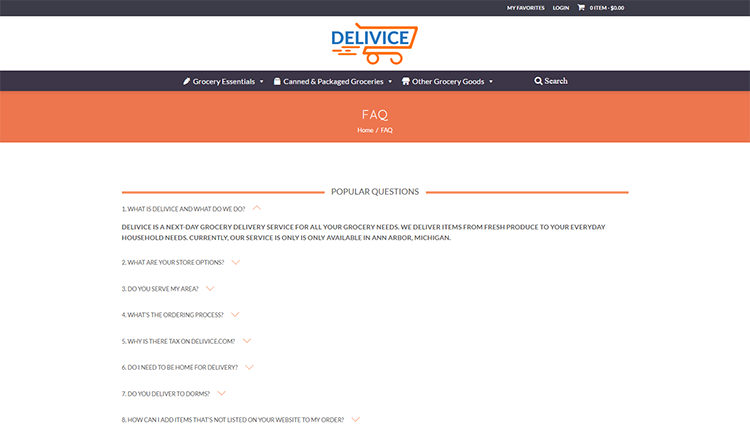 MY FAVORITES LOGIN 0 ITEM - $0.00
DELIVICE
Grocery Essentials Canned & Packaged Groceries Other Grocery Goods Search
FAQ
Home / FAQ
POPULAR QUESTIONS
1. WHAT IS DELIVICE AND WHAT DO WE DO?
DELIVICE IS A NEXT-DAY GROCERY DELIVERY SERVICE FOR ALL YOUR GROCERY NEEDS. WE DELIVER ITEMS FROM FRESH PRODUCE TO YOUR EVERYDAY
HOUSEHOLD NEEDS. CURRENTLY, OUR SERVICE IS ONLY IS ONLY AVAILABLE IN ANN ARBOR, MICHIGAN.
2. WHAT ARE YOUR STORE OPTIONS?
3. DO YOU SERVE MY AREA?
4. WHAT'S THE ORDERING PROCESS?
5. WHY IS THERE TAX ON DELIVICE.COM?
6. DO I NEED TO BE HOME FOR DELIVERY?
7. DO YOU DELIVER TO DORMS?
8. HOW CAN I ADD ITEMS THAT'S NOT LISTED ON YOUR WEBSITE TO MY ORDER?